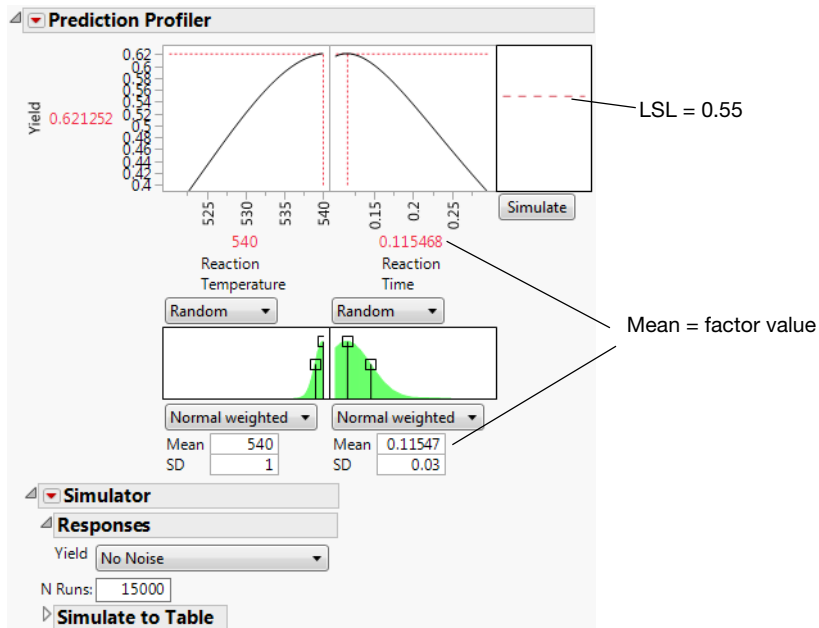 Prediction Profiler
0.62
0.6
0.58
0.56
0.54
0.52
0.5
0.48
0.46
0.44
0.42
0.4
Yield
0.621252
LSL = 0.55
525
530
535
540
0.15
0.2
0.25
Simulate
540
0.115468
Reaction
Temperature
Reaction
Time
Random
Random
Mean = factor value
Normal weighted
Normal weighted
Mean 540
SD 1
Mean 0.11547
SD 0.03
Simulator
Responses
Yield No Noise
N Runs: 15000
Simulate to Table